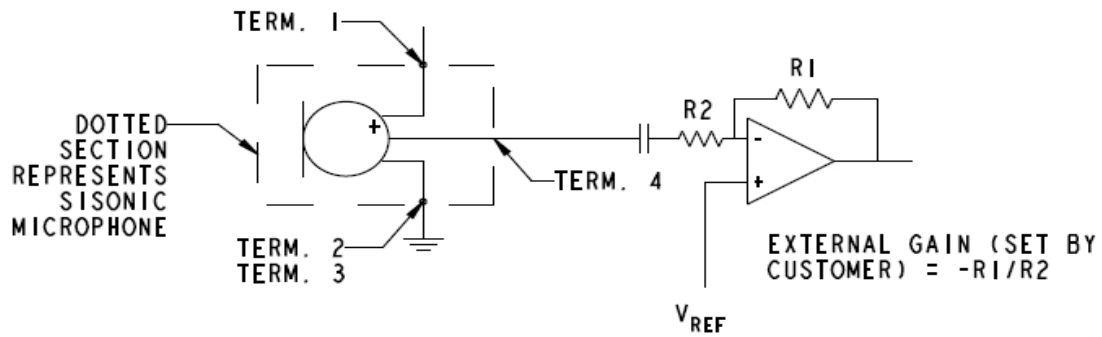 TERM. 1
DOTTED
SECTION
REPRESENTS
SISONIC
MICROPHONE
+
TERM. 2
TERM. 3
TERM. 4
R2
R1
-
+
VREF
EXTERNAL GAIN (SET BY
CUSTOMER) = -R1/R2